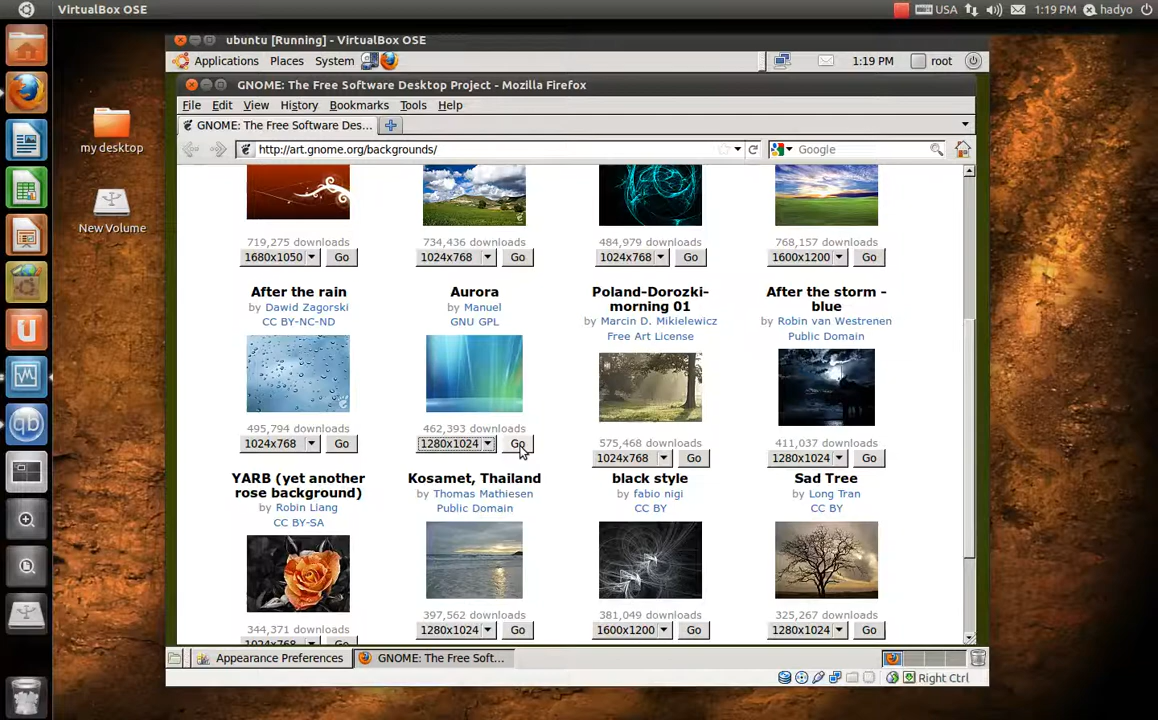 VirtualBox OSE
USA
1:19 PM
hadyo
my desktop
New Volume
ubuntu [Running] - VirtualBox OSE
Applications Places System
1:19 PM
root
GNOME: The Free Software Desktop Project - Mozilla Firefox
File Edit View History Bookmarks Tools Help
GNOME: The Free Software Des...
http://art.gnome.org/backgrounds/
Google
719,275 downloads 734,436 downloads 484,979 downloads 768,157 downloads
1680x1050 Go 1024x768 Go 1024x768 Go 1600x1200 Go
After the rain
by Dawid Zagorski
CC BY-NC-ND
495,794 downloads
1024x768 Go
Aurora
by Manuel
GNU GPL
462,393 downloads
1280x1024 Go
Poland-Dorozki-
morning 01
by Marcin D. Mikielewicz
Free Art License
575,468 downloads
1024x768 Go
After the storm -
blue
by Robin van Westrenen
Public Domain
411,037 downloads
1280x1024 Go
YARB (yet another
rose background)
by Robin Liang
CC BY-SA
344,371 downloads
1024x768 Go
Kosamet, Thailand
by Thomas Mathiesen
Public Domain
397,562 downloads
1280x1024 Go
black style
by fabio nigi
CC BY
381,049 downloads
1600x1200 Go
Sad Tree
by Long Tran
CC BY
325,267 downloads
1280x1024 Go
Appearance Preferences
GNOME: The Free Soft...
Right Ctrl